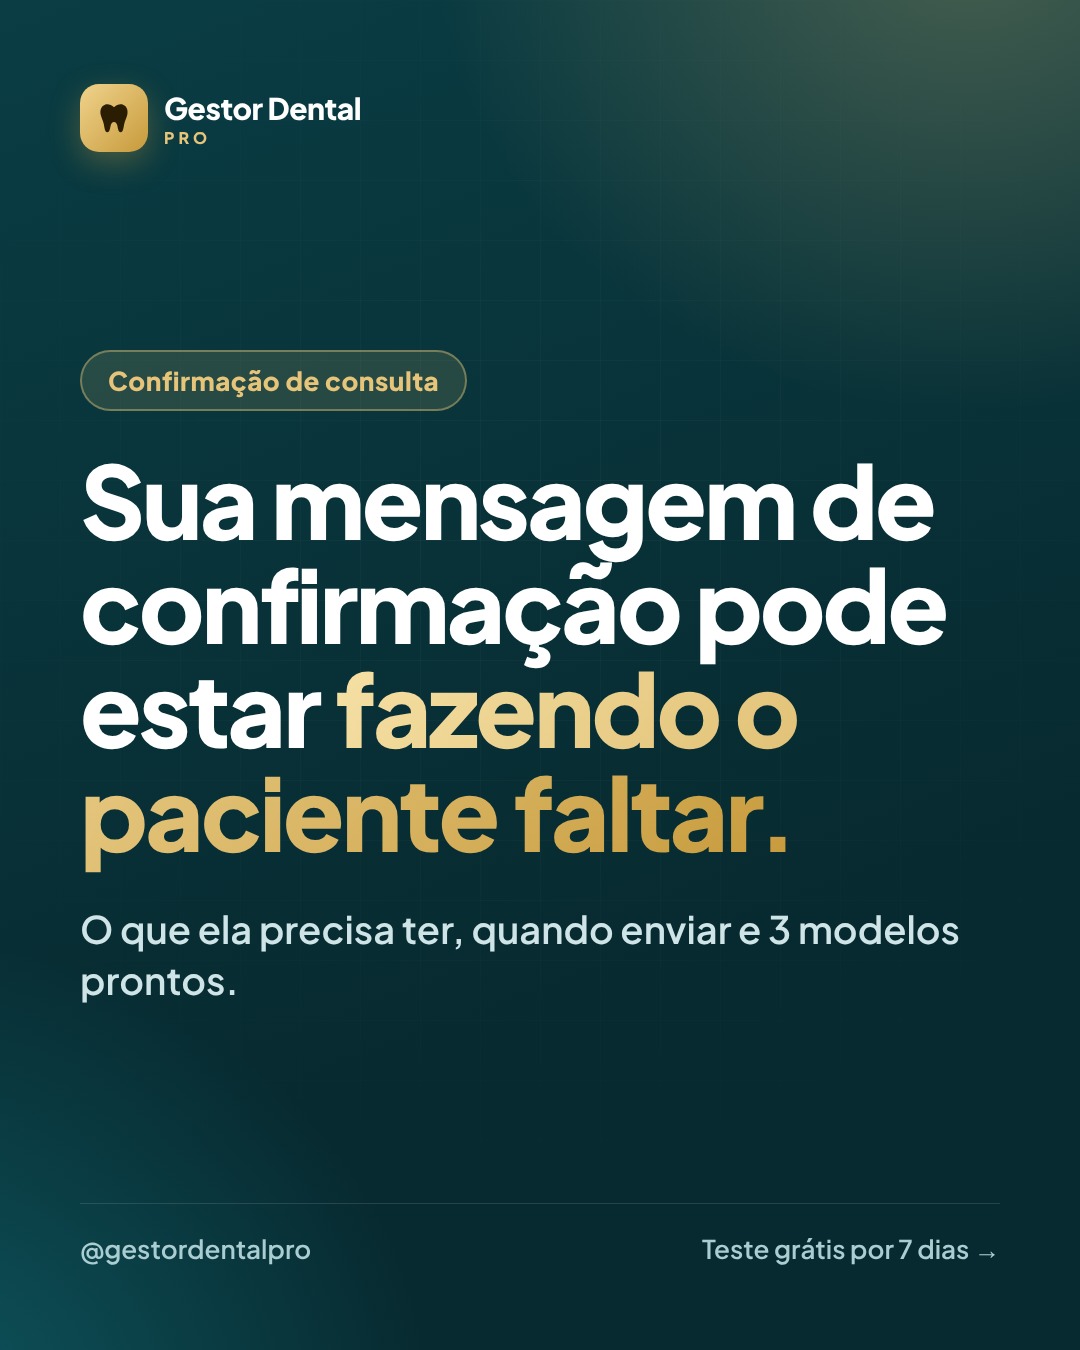 Gestor Dental
PRO
Confirmação de consulta
Sua mensagem de
confirmação pode
estar fazendo o
paciente faltar.
O que ela precisa ter, quando enviar e 3 modelos
prontos.
@gestordentalpro
Teste grátis por 7 dias →